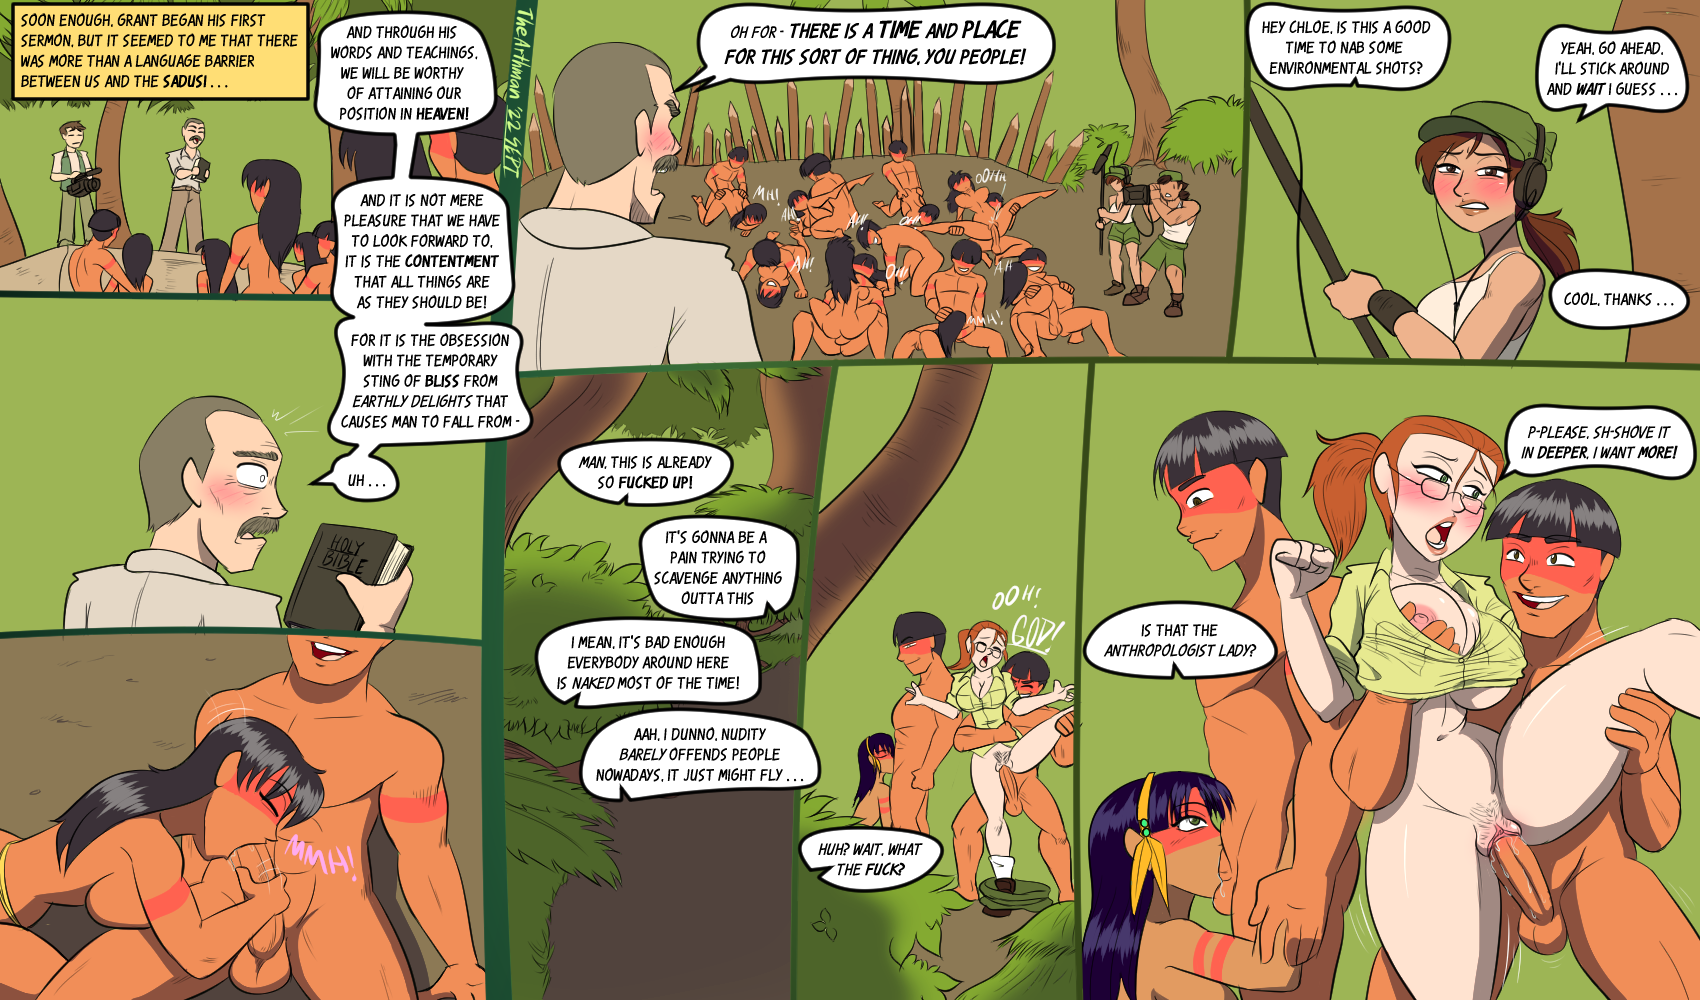 SOON ENOUGH, GRANT BEGAN HIS FIRST
SERMON, BUT IT SEEMED TO ME THAT THERE
WAS MORE THAN A LANGUAGE BARRIER
BETWEEN US AND THE SADUSI . . .
AND THROUGH HIS
WORDS AND TEACHINGS,
WE WILL BE WORTHY
OF ATTAINING OUR
POSITION IN HEAVEN!
AND IT IS NOT MERE
PLEASURE THAT WE HAVE
TO LOOK FORWARD TO,
IT IS THE CONTENTMENT
THAT ALL THINGS ARE
AS THEY SHOULD BE!
FOR IT IS THE OBSESSION
WITH THE TEMPORARY
STING OF BLISS FROM
EARTHLY DELIGHTS THAT
CAUSES MAN TO FALL FROM -
UH . . .
HOLY
BIBLE
MMH!
TheArthman '22 SEPT
OH FOR - THERE IS A TIME AND PLACE
FOR THIS SORT OF THING, YOU PEOPLE!
MH!
AH!
AH!
OH!
OOHH
AH!
OH!
AH
MMH!
HEY CHLOE, IS THIS A GOOD
TIME TO NAB SOME
ENVIRONMENTAL SHOTS?
YEAH, GO AHEAD,
I'LL STICK AROUND
AND WAIT I GUESS . . .
COOL, THANKS . . .
MAN, THIS IS ALREADY
SO FUCKED UP!
IT'S GONNA BE A
PAIN TRYING TO
SCAVENGE ANYTHING
OUTTA THIS
I MEAN, IT'S BAD ENOUGH
EVERYBODY AROUND HERE
IS NAKED MOST OF THE TIME!
AAH, I DUNNO, NUDITY
BARELY OFFENDS PEOPLE
NOWADAYS, IT JUST MIGHT FLY . . .
OOH!
GOD!
HUH? WAIT, WHAT
THE FUCK?
P-PLEASE, SH-SHOVE IT
IN DEEPER, I WANT MORE!
IS THAT THE
ANTHROPOLOGIST LADY?